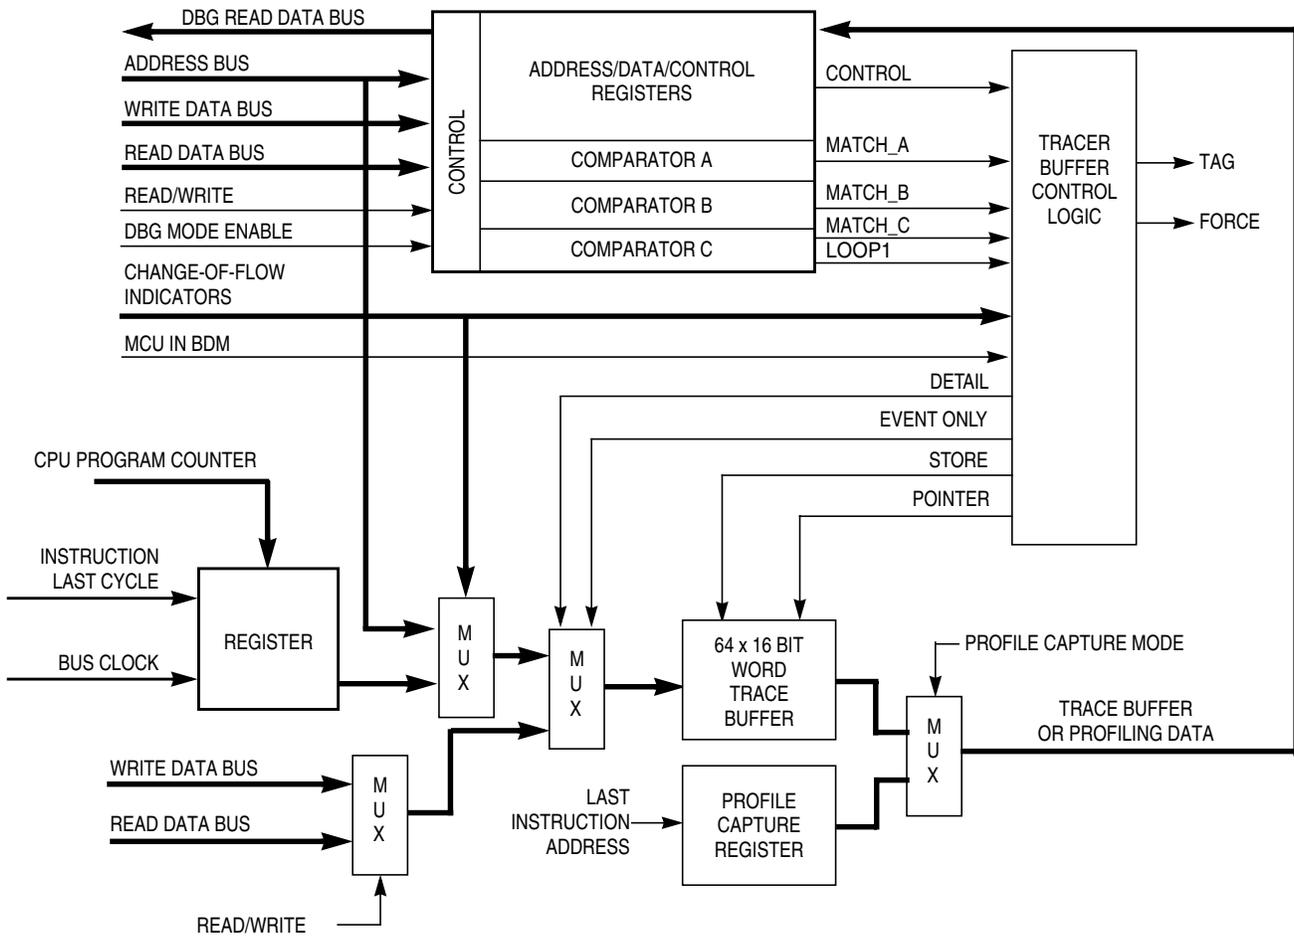 DBG READ DATA BUS
ADDRESS BUS
WRITE DATA BUS
READ DATA BUS
READ/WRITE
DBG MODE ENABLE
CHANGE-OF-FLOW
INDICATORS
MCU IN BDM
CONTROL
ADDRESS/DATA/CONTROL
REGISTERS
COMPARATOR A
COMPARATOR B
COMPARATOR C
CONTROL
MATCH_A
MATCH_B
MATCH_C
LOOP1
TRACER
BUFFER
CONTROL
LOGIC
TAG
FORCE
DETAIL
EVENT ONLY
STORE
POINTER
CPU PROGRAM COUNTER
INSTRUCTION
LAST CYCLE
BUS CLOCK
REGISTER
M
U
X
M
U
X
64 x 16 BIT
WORD
TRACE
BUFFER
PROFILE CAPTURE MODE
M
U
X
TRACE BUFFER
OR PROFILING DATA
WRITE DATA BUS
READ DATA BUS
M
U
X
READ/WRITE
LAST
INSTRUCTION
ADDRESS
PROFILE
CAPTURE
REGISTER